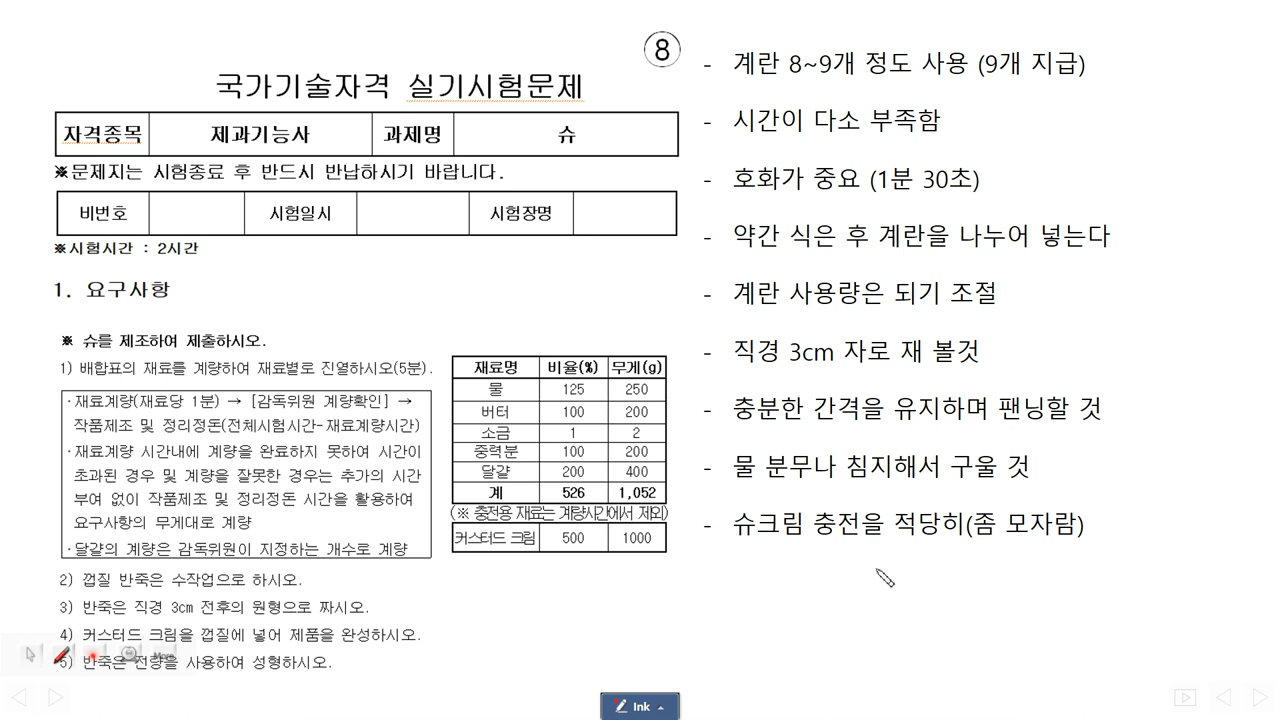 ⑧
국가기술자격 실기시험문제
자격종목 제과기능사 과제명 슈
※문제지는 시험종료 후 반드시 반납하시기 바랍니다.
비번호 시험일시 시험장명
※시험시간 : 2시간
1. 요구사항
※ 슈를 제조하여 제출하시오.
1) 배합표의 재료를 계량하여 재료별로 진열하시오(5분).
·재료계량(재료당 1분) → [감독위원 계량확인] →
작품제조 및 정리정돈(전체시험시간-재료계량시간)
·재료계량 시간내에 계량을 완료하지 못하여 시간이
초과된 경우 및 계량을 잘못한 경우는 추가의 시간
부여 없이 작품제조 및 정리정돈 시간을 활용하여
요구사항의 무게대로 계량
·달걀의 계량은 감독위원이 지정하는 개수로 계량
2) 껍질 반죽은 수작업으로 하시오.
3) 반죽은 직경 3cm 전후의 원형으로 짜시오.
4) 커스터드 크림을 껍질에 넣어 제품을 완성하시오.
5) 반죽은 전량을 사용하여 성형하시오.
재료명 비율(%) 무게(g)
물 125 250
버터 100 200
소금 1 2
중력분 100 200
달걀 200 400
계 526 1,052
(※ 충전용 재료는 계량시간에서 제외)
커스터드 크림 500 1000
- 계란 8~9개 정도 사용 (9개 지급)
- 시간이 다소 부족함
- 호화가 중요 (1분 30초)
- 약간 식은 후 계란을 나누어 넣는다
- 계란 사용량은 되기 조절
- 직경 3cm 자로 재 볼것
- 충분한 간격을 유지하며 팬닝할 것
- 물 분무나 침지해서 구울 것
- 슈크림 충전을 적당히(좀 모자람)
More
Ink